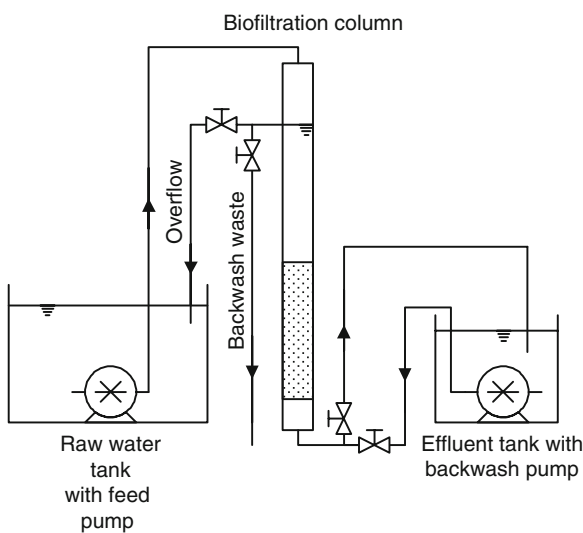 Biofiltration column
Overflow
Backwash waste
Raw water
tank
with feed
pump
Effluent tank with
backwash pump